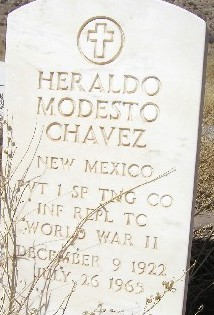 HERALDO
MODESTO
CHAVEZ
NEW MEXICO
PVT 1 SP TNG CO
INF REPL TC
WORLD WAR II
DECEMBER 9 1922
JULY 26 1965